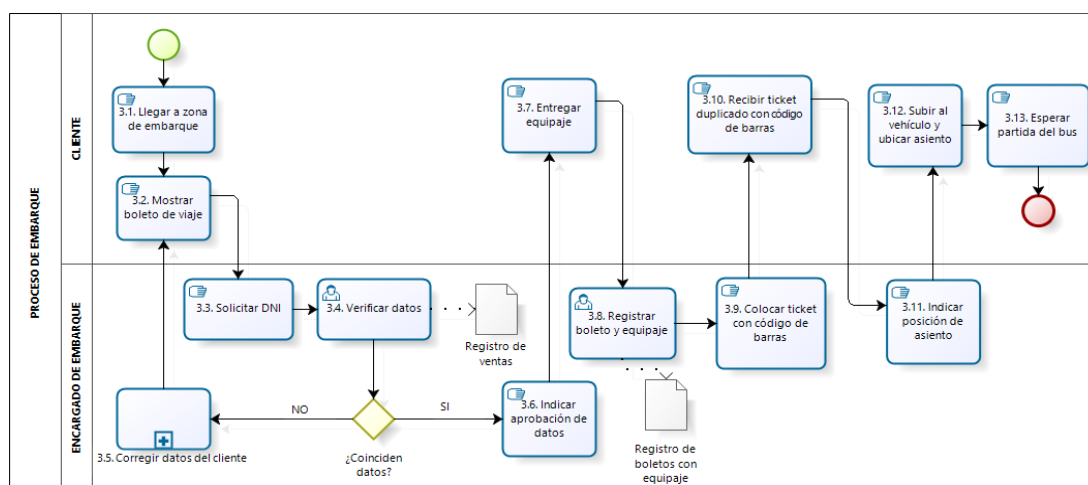 PROCESO DE EMBARQUE
CLIENTE
3.1. Llegar a zona
de embarque
3.2. Mostrar
boleto de viaje
3.7. Entregar
equipaje
3.10. Recibir ticket
duplicado con código
de barras
3.12. Subir al
vehículo y
ubicar asiento
3.13. Esperar
partida del bus
ENCARGADO DE EMBARQUE
3.3. Solicitar DNI
3.4. Verificar datos
Registro de
ventas
3.8. Registrar
boleto y equipaje
3.9. Colocar ticket
con código de
barras
3.11. Indicar
posición de
asiento
NO
SI
3.5. Corregir datos del cliente
¿Coinciden
datos?
3.6. Indicar
aprobación de
datos
Registro de
boletos con
equipaje